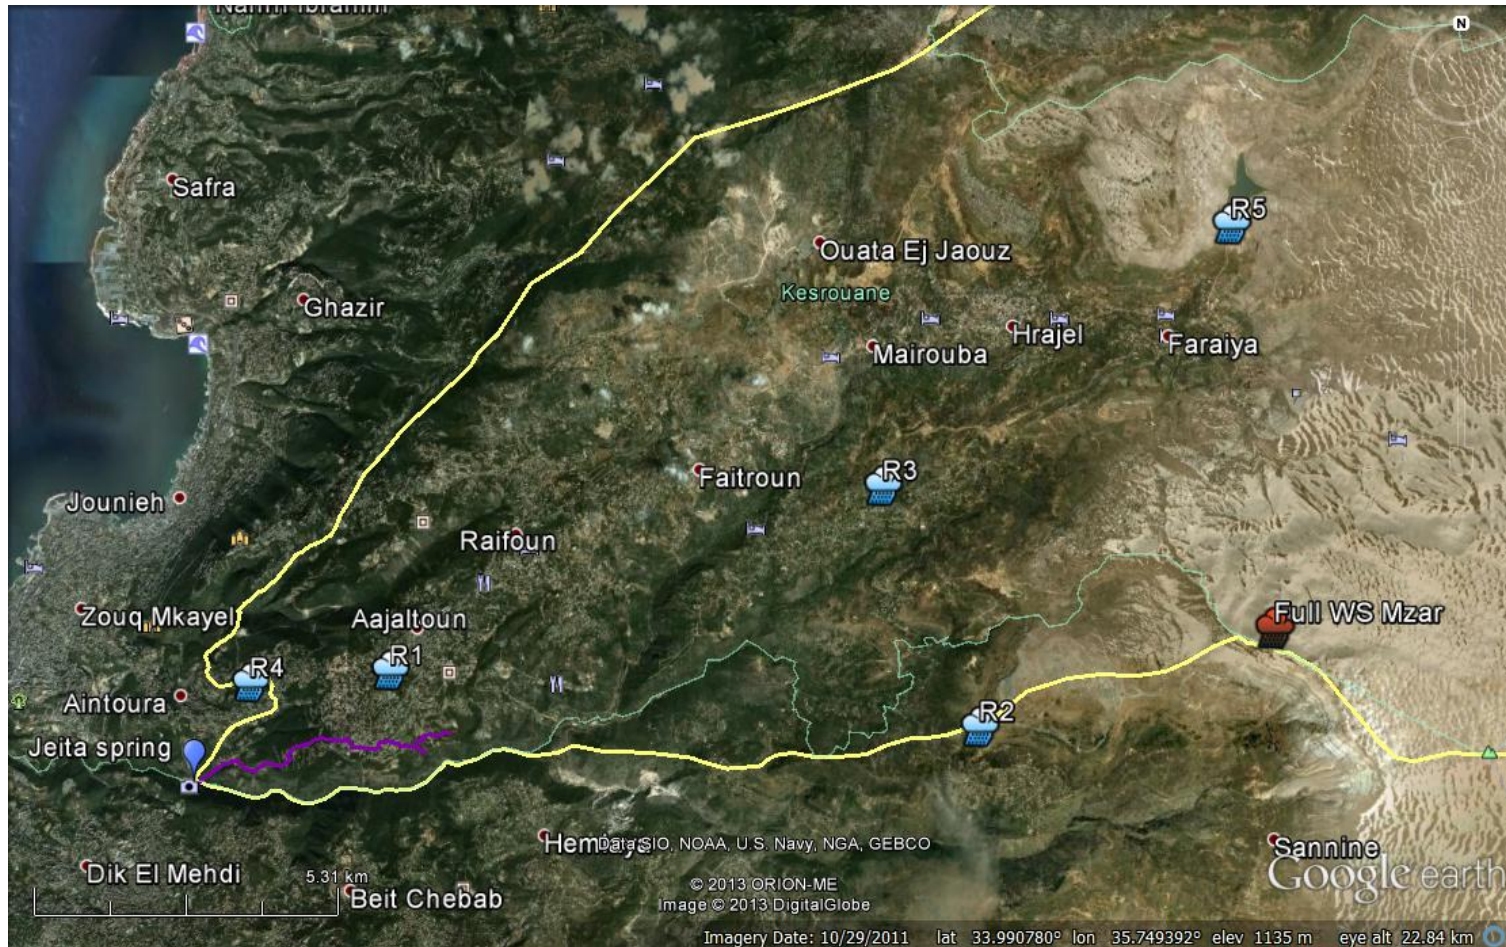 Nahh Ibrahim
N
Safra
R5
Ouata Ej Jaouz
Kesrouane
Ghazir
Hrajel
Faraiya
Mairouba
Faitroun
R3
Jounieh
Raifoun
Zouq Mkayel
Aajaltoun
Full WS Mzar
R4
R1
Aintoura
R2
Jeita spring
Hemlaya
Data SIO, NOAA, U.S. Navy, NGA, GEBCO
Sannine
Dik El Mehdi
5.31 km
Beit Chebab
© 2013 ORION-ME
Image © 2013 DigitalGlobe
Google earth
Imagery Date: 10/29/2011 lat 33.990780° lon 35.749392° elev 1135 m eye alt 22.84 km